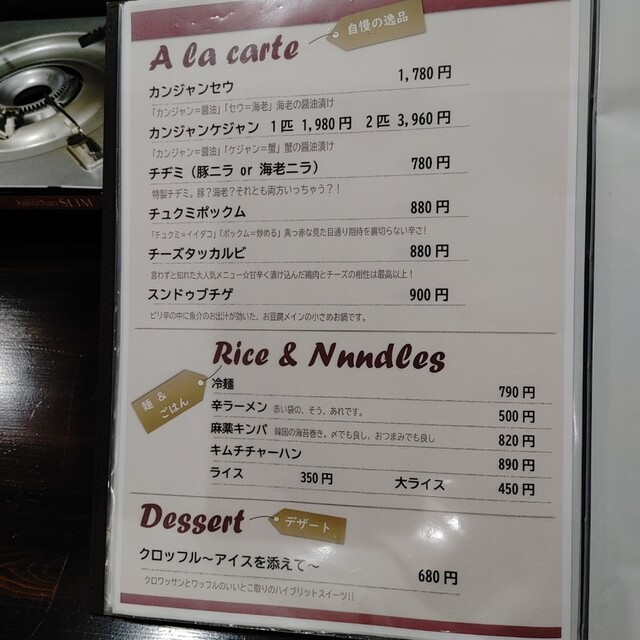 A la carte
自慢の逸品
カンジャンセウ 1,780円
「カンジャン=醤油」「セウ=海老」海老の醤油漬け
カンジャンケジャン 1匹 1,980円 2匹 3,960円
「カンジャン=醤油」「ケジャン=蟹」蟹の醤油漬け
チヂミ（豚ニラ or 海老ニラ） 780円
特製チヂミ。豚？海老？それとも両方いっちゃう？！
チュクミポックム 880円
「チュクミ=イイダコ」「ポックム=炒める」真っ赤な見た目通り期待を裏切らない辛さ!
チーズタッカルビ 880円
言わずと知れた大人気メニュー☆甘辛く漬け込んだ鶏肉とチーズの相性は最高以上！
スンドゥブチゲ 900円
ピリ辛の中に魚介のお出汁が効いた、お豆腐メインの小さめお鍋です。
Rice & Nnndles
麺 &
ごはん
冷麺 790円
辛ラーメン 赤い袋の、そう、あれです。 500円
麻薬キンパ 韓国の海苔巻き。〆でも良し、おつまみでも良し 820円
キムチチャーハン 890円
ライス 350円 大ライス 450円
Dessert
デザート
クロッフル～アイスを添えて～ 680円
クロワッサンとワッフルのいいとこ取りのハイブリットスイーツ!!
SLIM